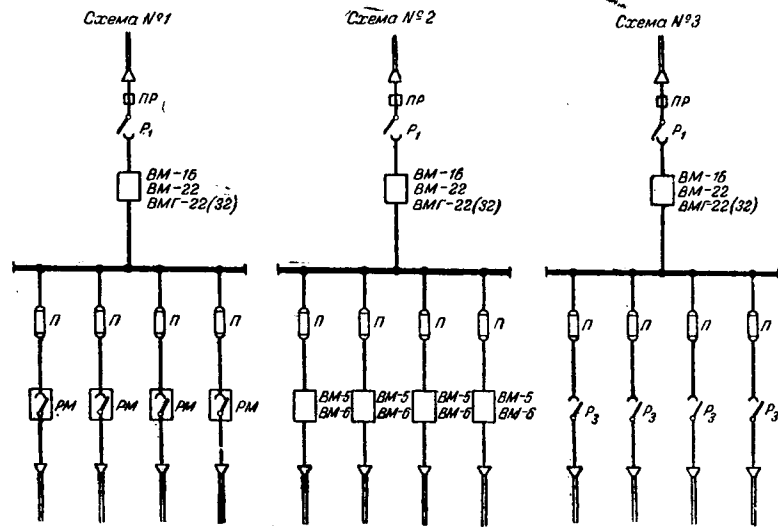 Схема №1
Схема №2
Схема №3
ПР
ПР
ПР
Р₁
Р₁
Р₁
ВМ-16
ВМ-22
ВМГ-22(32)
ВМ-16
ВМ-22
ВМГ-22(32)
ВМ-16
ВМ-22
ВМГ-22(32)
П
П
П
П
П
П
П
П
П
П
П
П
РМ
РМ
РМ
РМ
ВМ-5
ВМ-6
ВМ-5
ВМ-6
ВМ-5
ВМ-6
ВМ-5
ВМ-6
Р₃
Р₃
Р₃
Р₃